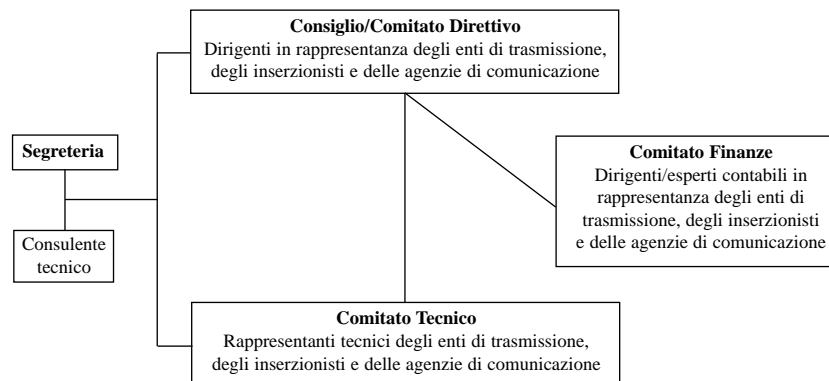 Consiglio/Comitato Direttivo
Dirigenti in rappresentanza degli enti di trasmissione,
degli inserzionisti e delle agenzie di comunicazione
Segreteria
Consulente
tecnico
Comitato Finanze
Dirigenti/esperti contabili in
rappresentanza degli enti di
trasmissione, degli inserzionisti
e delle agenzie di comunicazione
Comitato Tecnico
Rappresentanti tecnici degli enti di trasmissione,
degli inserzionisti e delle agenzie di comunicazione